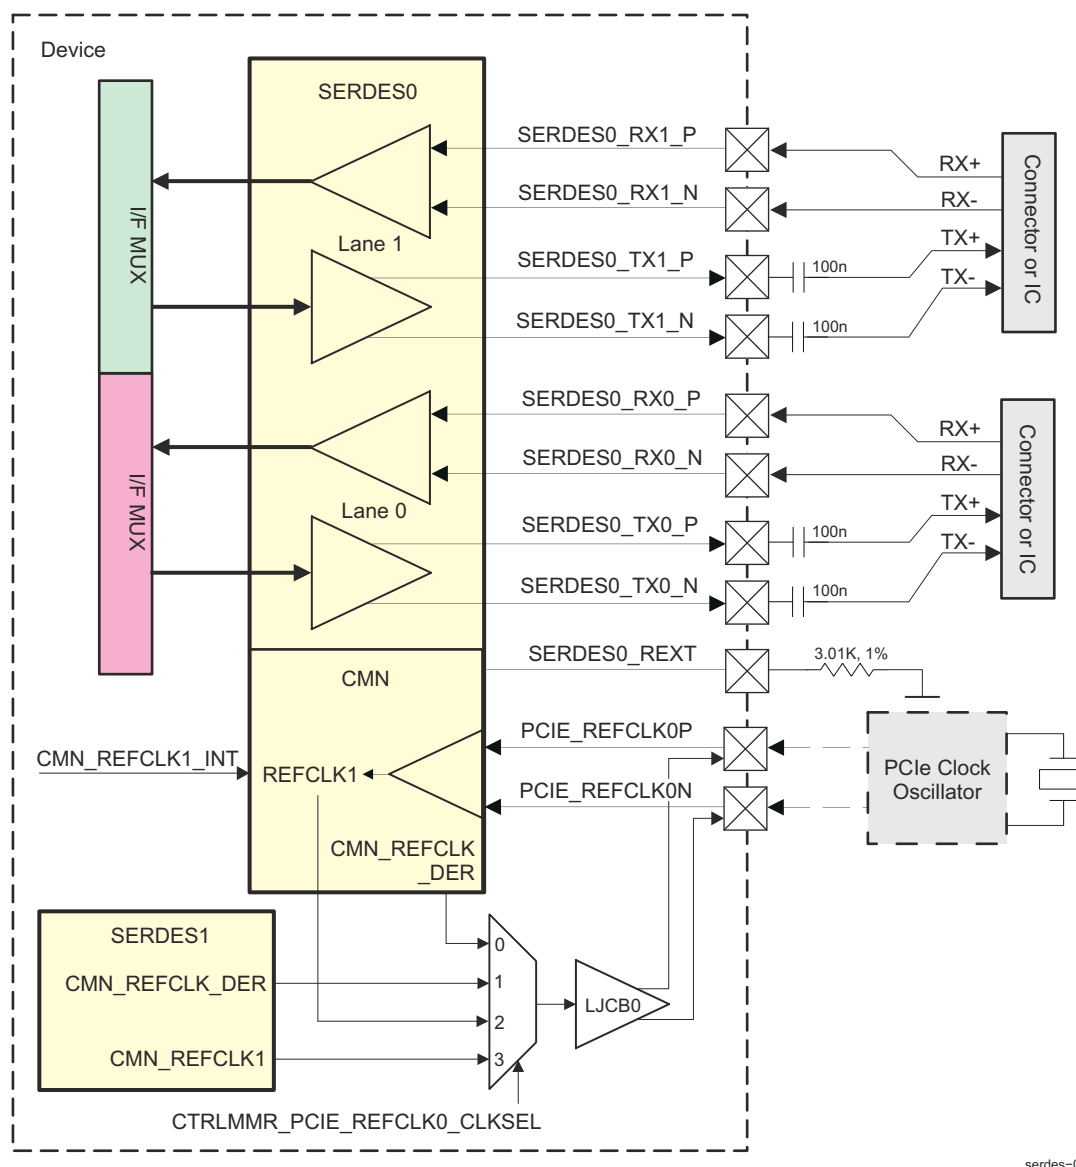 Device
SERDES0
SERDES0_RX1_P
RX+
SERDES0_RX1_N
RX-
I/F MUX
Connector or IC
Lane 1
SERDES0_TX1_P
100n
TX+
TX-
SERDES0_TX1_N
100n
SERDES0_RX0_P
RX+
SERDES0_RX0_N
RX-
I/F MUX
Connector or IC
Lane 0
SERDES0_TX0_P
100n
TX+
TX-
SERDES0_TX0_N
100n
SERDES0_REXT
3.01K, 1%
CMN
PCIE_REFCLK0P
CMN_REFCLK1_INT
REFCLK1
PCIE_REFCLK0N
PCIe Clock
Oscillator
CMN_REFCLK
_DER
SERDES1
0
CMN_REFCLK_DER
1
LJCB0
2
CMN_REFCLK1
3
CTRLMMR_PCIE_REFCLK0_CLKSEL